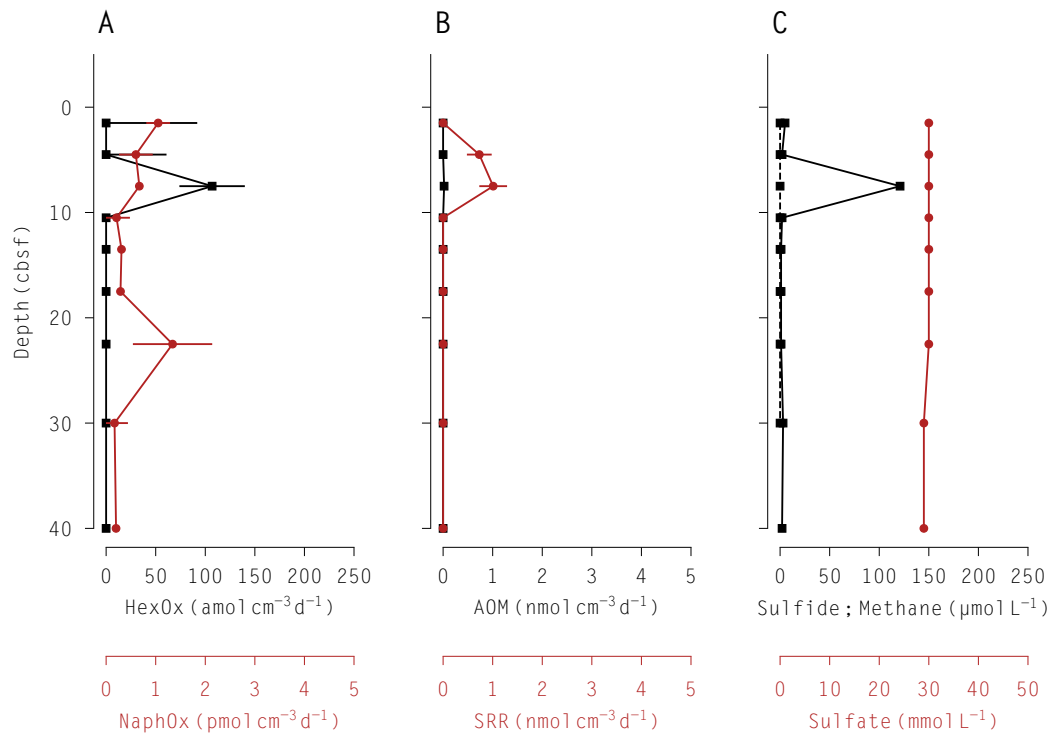 A B C
Depth (cbsf)
0
10
20
30
40
0 50 100 150 200 250
HexOx (amol cm⁻³ d⁻¹)
0 1 2 3 4 5
NaphOx (pmol cm⁻³ d⁻¹)
0 1 2 3 4 5
AOM (nmol cm⁻³ d⁻¹)
0 1 2 3 4 5
SRR (nmol cm⁻³ d⁻¹)
0 50 100 150 200 250
Sulfide; Methane (µmol L⁻¹)
0 10 20 30 40 50
Sulfate (mmol L⁻¹)